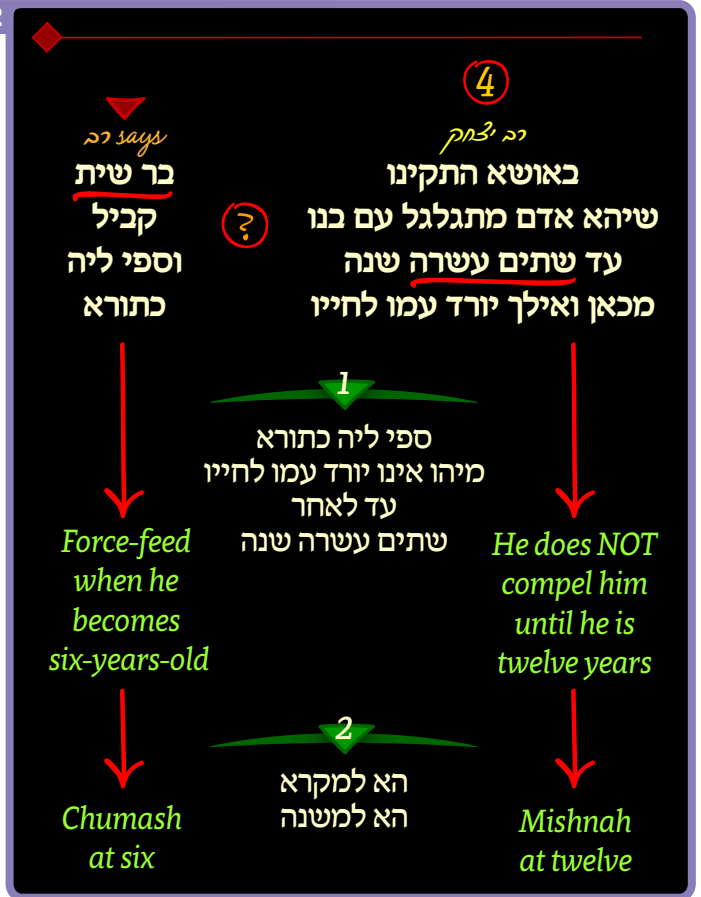 4
רב יצחק
באושא התקינו
שיהא אדם מתגלגל עם בנו
עד שתים עשרה שנה
מכאן ואילך יורד עמו לחייו
?
רב says
בר שית
קביל
וספי ליה
כתורא
1
ספי ליה כתורא
מיהו אינו יורד עמו לחייו
עד לאחר
שתים עשרה שנה
He does NOT
compel him
until he is
twelve years
Force-feed
when he
becomes
six-years-old
2
הא למקרא
הא למשנה
Mishnah
at twelve
Chumash
at six